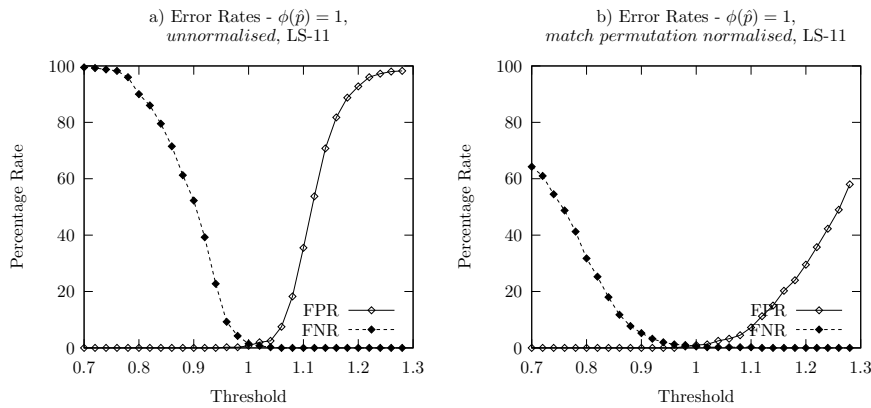 a) Error Rates - ϕ(p̂) = 1,
unnormalised, LS-11
100
80
60
40
20
0
0.7 0.8 0.9 1 1.1 1.2 1.3
Percentage Rate
Threshold
FPR
FNR
b) Error Rates - ϕ(p̂) = 1,
match permutation normalised, LS-11
100
80
60
40
20
0
0.7 0.8 0.9 1 1.1 1.2 1.3
Percentage Rate
Threshold
FPR
FNR